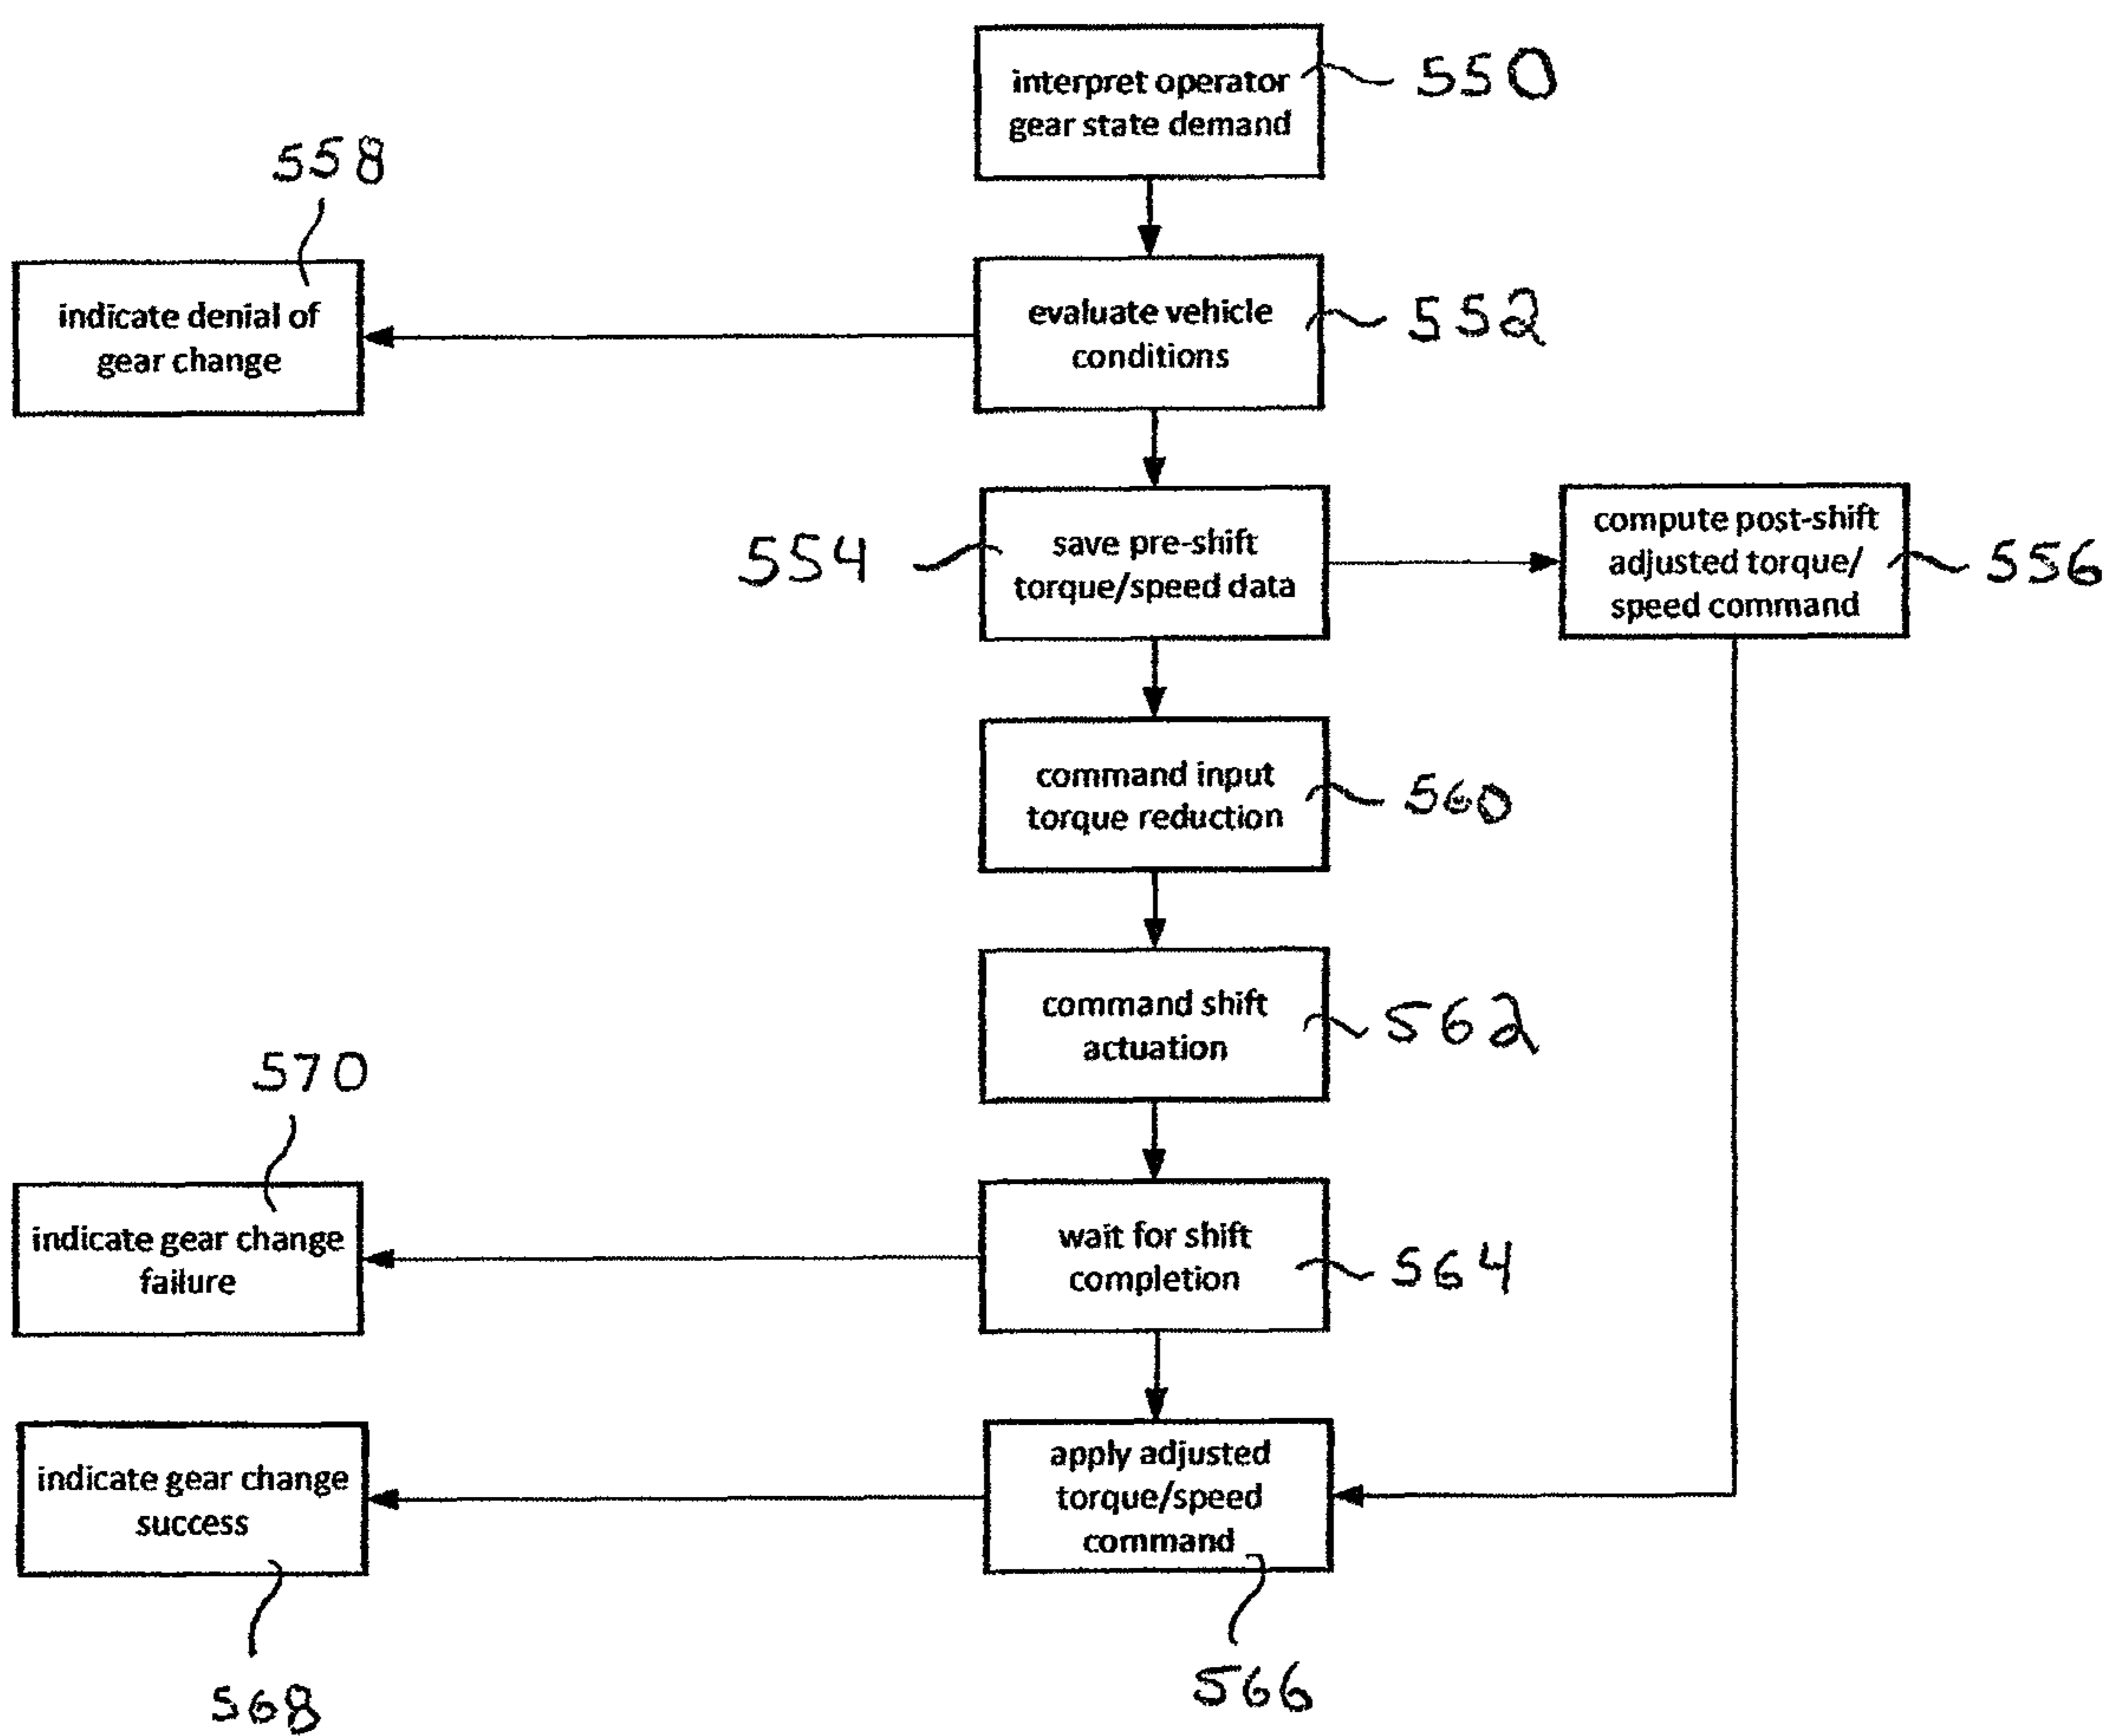 interpret operator
gear state demand
550
558
indicate denial of
gear change
evaluate vehicle
conditions
552
554
save pre-shift
torque/speed data
compute post-shift
adjusted torque/
speed command
556
command input
torque reduction
560
command shift
actuation
562
570
indicate gear change
failure
wait for shift
completion
564
indicate gear change
success
568
apply adjusted
torque/speed
command
566